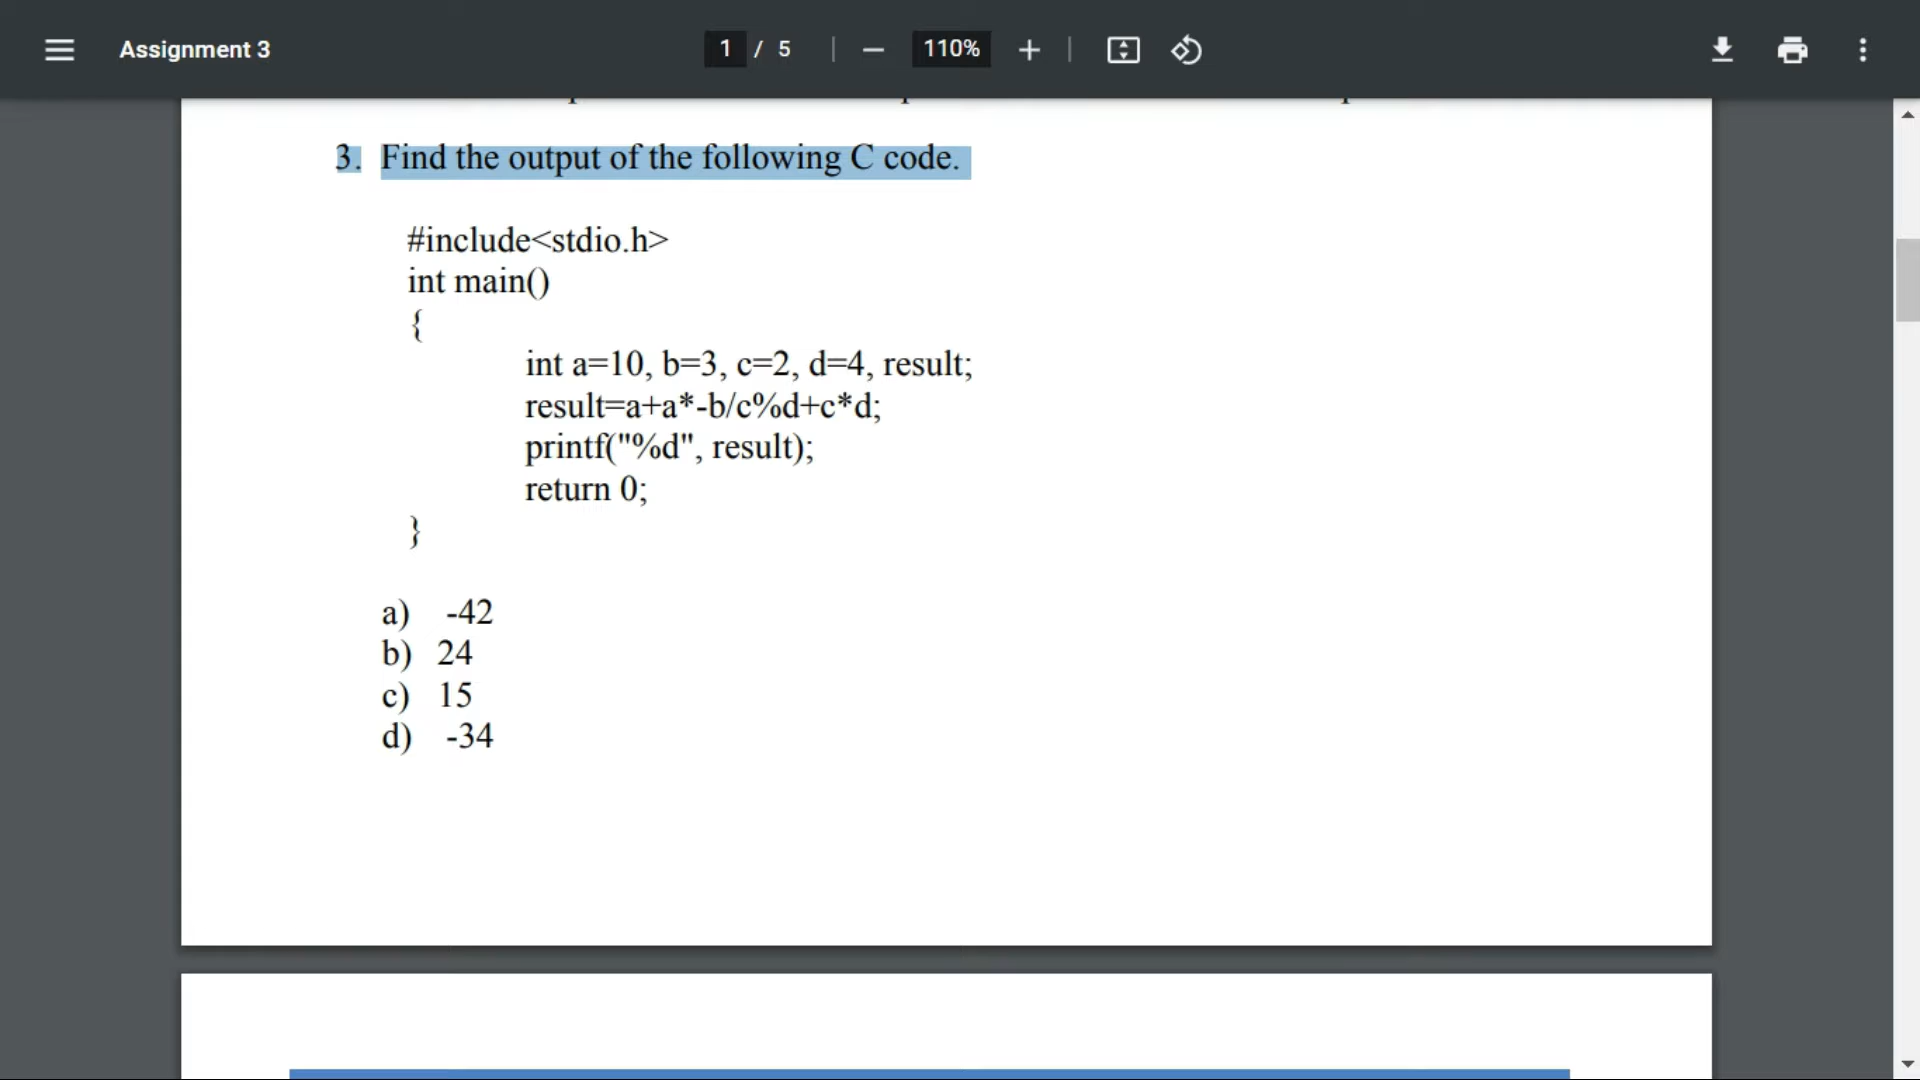 Assignment 3
1 / 5
110%
3. Find the output of the following C code.
#include<stdio.h>
int main()
{
int a=10, b=3, c=2, d=4, result;
result=a+a*-b/c%d+c*d;
printf("%d", result);
return 0;
}
a) -42
b) 24
c) 15
d) -34